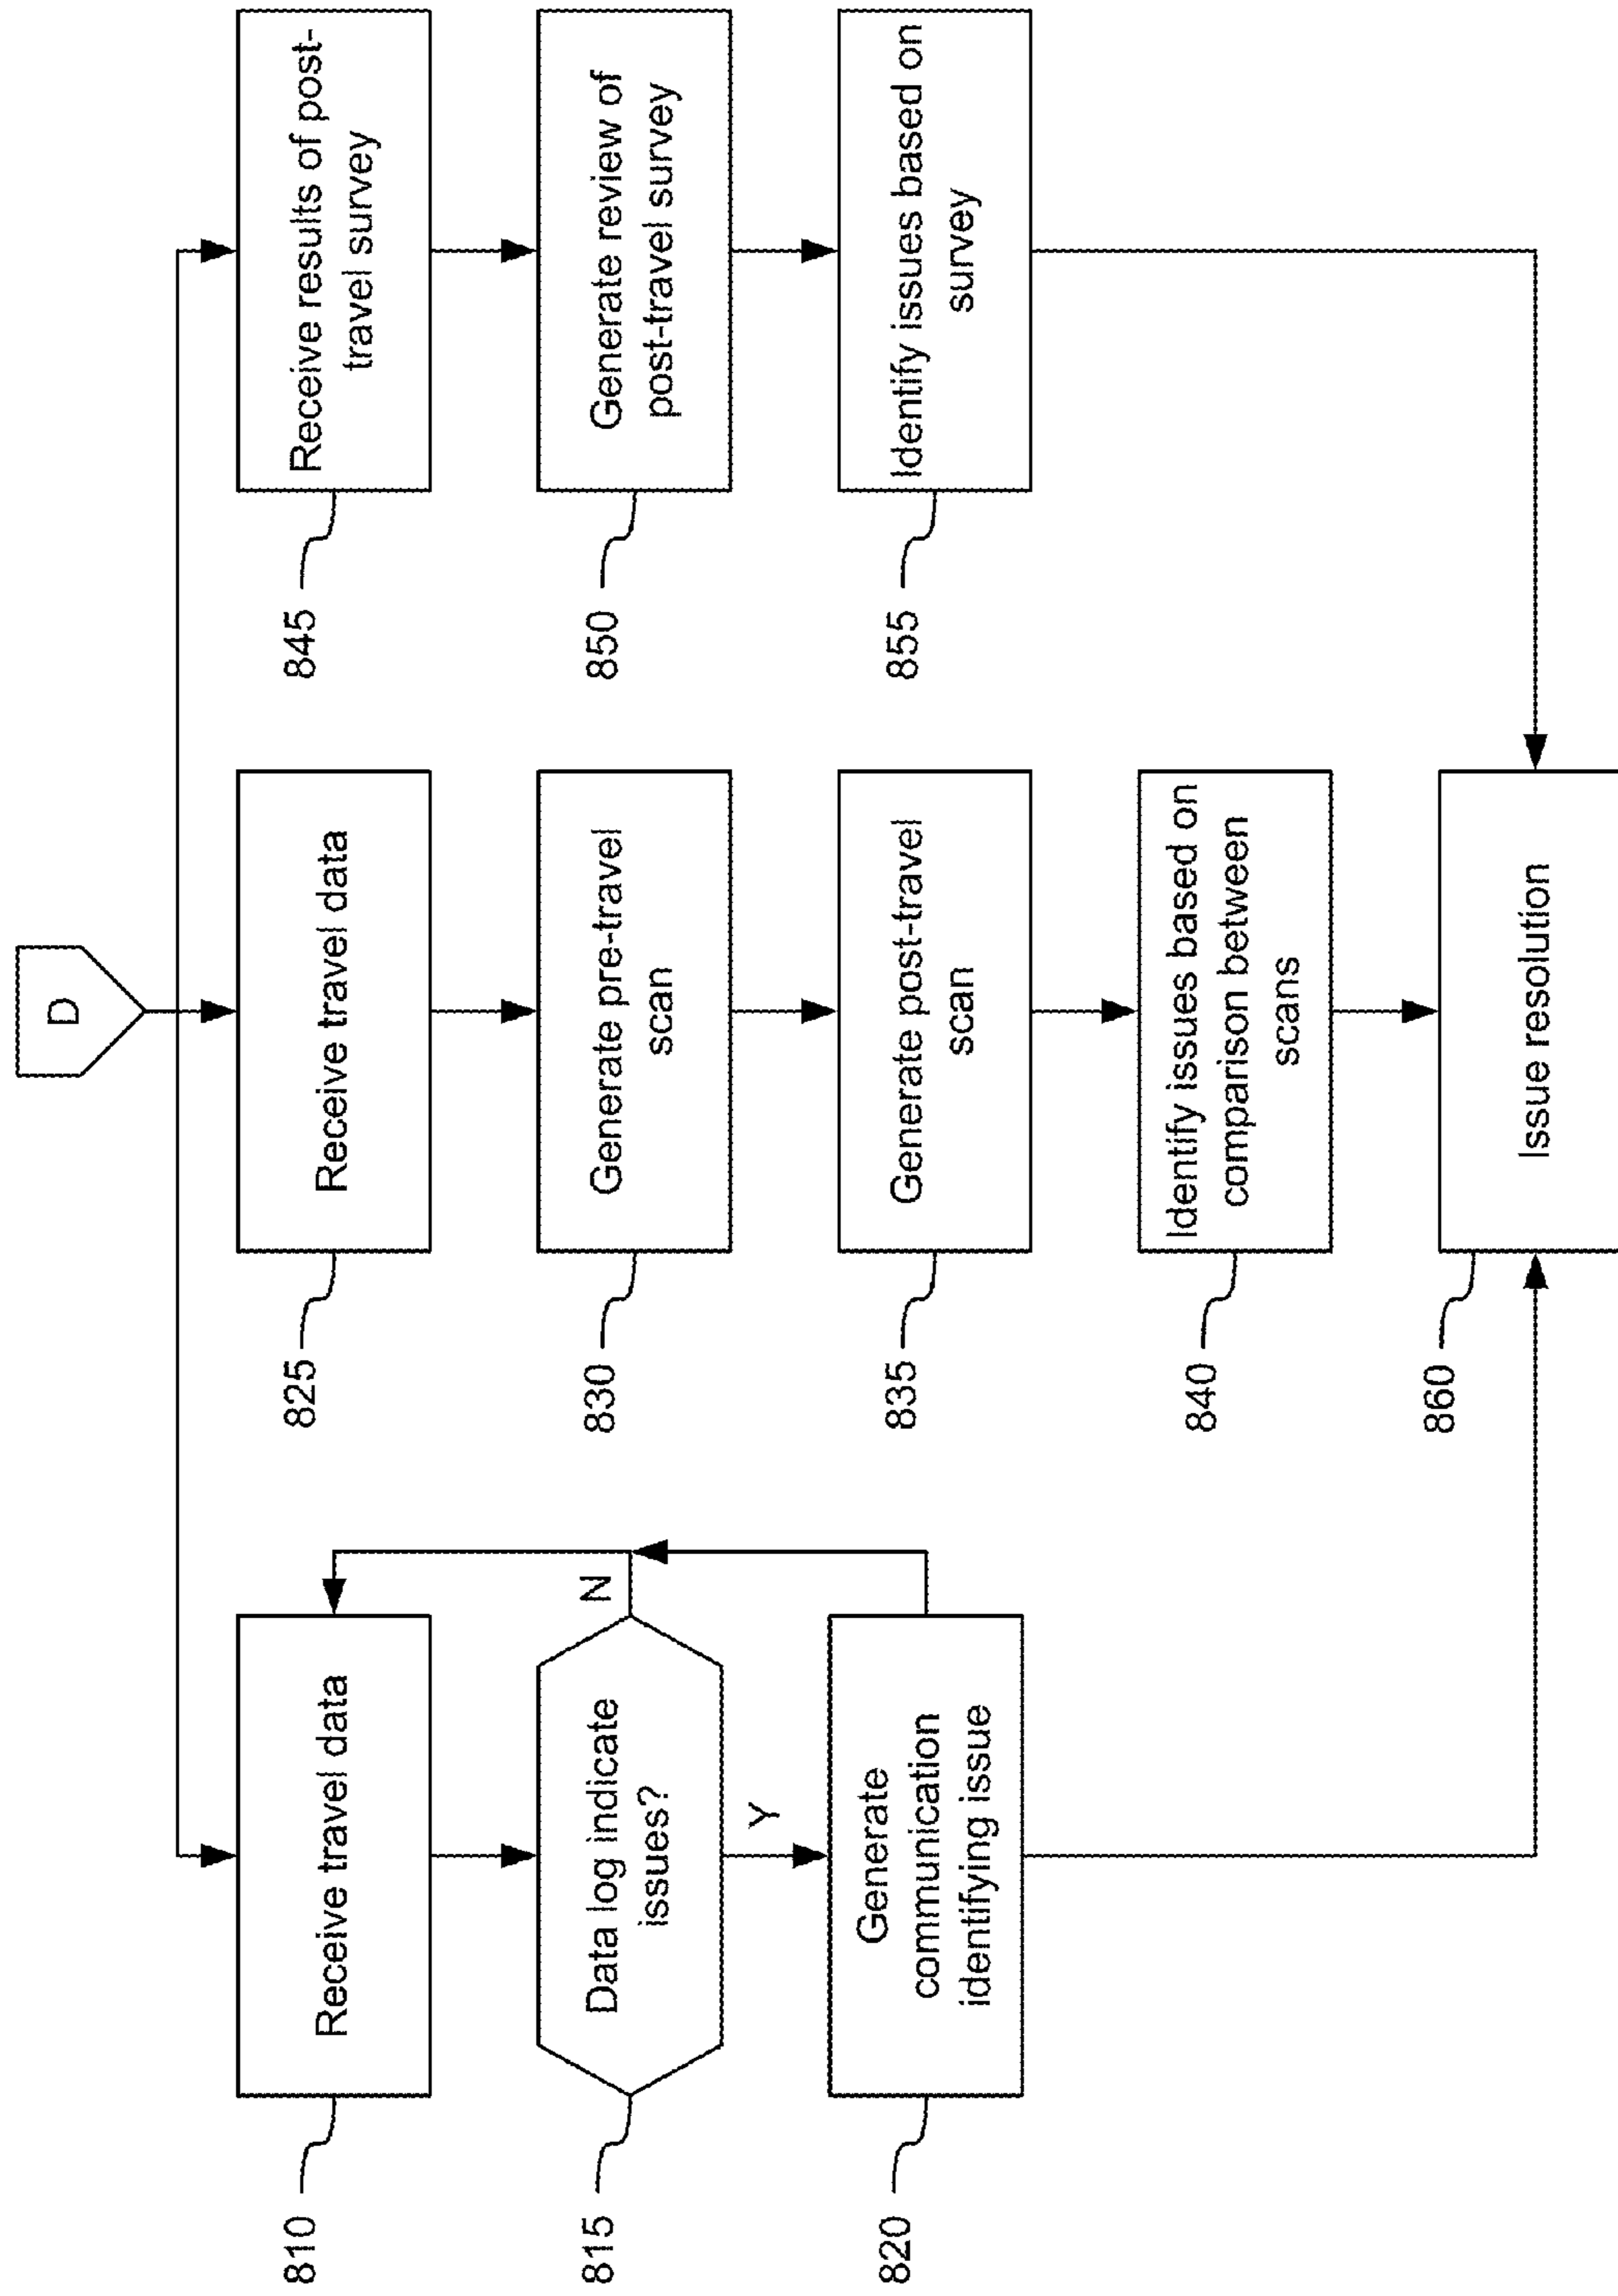 D
810
Receive travel data
815
Data log indicate
issues?
N
Y
820
Generate
communication
identifying issue
825
Receive travel data
830
Generate pre-travel
scan
835
Generate post-travel
scan
840
Identify issues based on
comparison between
scans
845
Receive results of post-
travel survey
850
Generate review of
post-travel survey
855
Identify issues based on
survey
860
Issue resolution